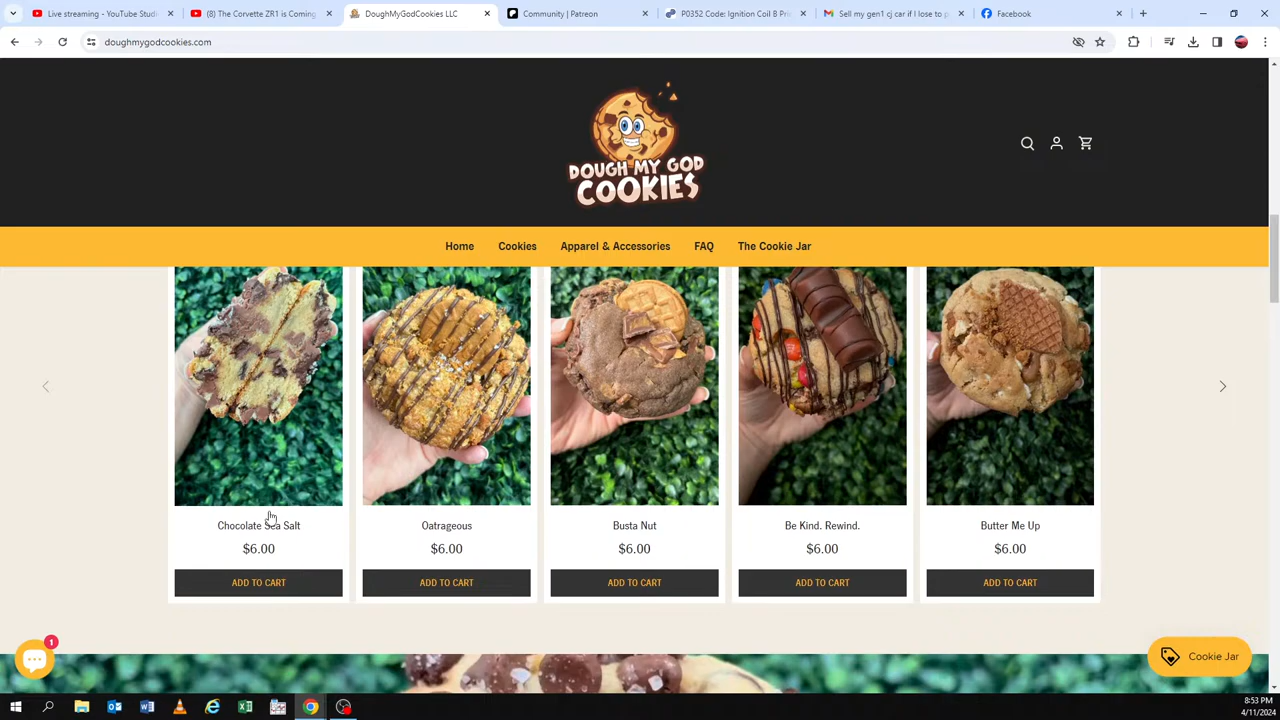 Live streaming - YouTube Studi
(8) The Corvette ZR1 is Coming
DoughMyGodCookies LLC
Community | Patreon
P0352 Code: Ignition Coil B Pri
Sell my gen1 cj car if I lose to p
Facebook
doughmygodcookies.com
DOUGH MY GOD
COOKIES
Home
Cookies
Apparel & Accessories
FAQ
The Cookie Jar
Chocolate Sea Salt
Oatrageous
Busta Nut
Be Kind. Rewind.
Butter Me Up
$6.00
$6.00
$6.00
$6.00
$6.00
ADD TO CART
ADD TO CART
ADD TO CART
ADD TO CART
ADD TO CART
1
Cookie Jar
8:53 PM
4/11/2024